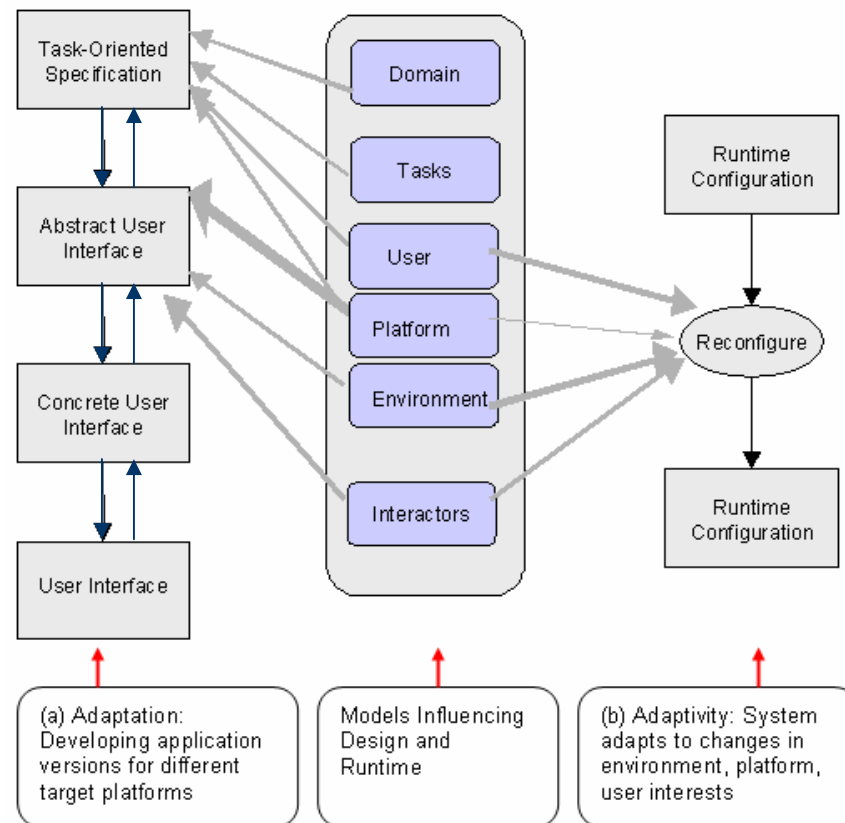 Task-Oriented
Specification
Abstract User
Interface
Concrete User
Interface
User Interface
Domain
Tasks
User
Platform
Environment
Interactors
Runtime
Configuration
Reconfigure
Runtime
Configuration
(a) Adaptation:
Developing application
versions for different
target platforms
Models Influencing
Design and
Runtime
(b) Adaptivity: System
adapts to changes in
environment, platform,
user interests